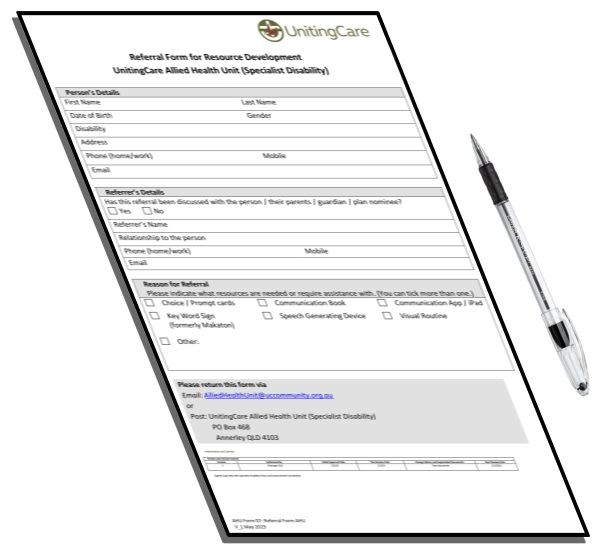 UnitingCare
Referral Form for Resource Development
UnitingCare Allied Health Unit (Specialist Disability)
Person's Details
First Name Last Name
Date of Birth Gender
Disability
Address
Phone (home/work) Mobile
Email
Referrer's Details
Has this referral been discussed with the person / their parents / guardian / plan nominee?
Yes No
Referrer's Name
Relationship to the person
Phone (home/work) Mobile
Email
Reason for Referral
Please indicate what resources are needed or require assistance with. (You can tick more than one.)
Choice / Prompt cards Communication Book Communication App / iPad
Key Word Sign Speech Generating Device Visual Routine
(formerly Makaton)
Other:
Please return this form via
Email: AlliedHealthUnit@uccommunity.org.au
or
Post: UnitingCare Allied Health Unit (Specialist Disability)
PO Box 468
Annerley QLD 4103